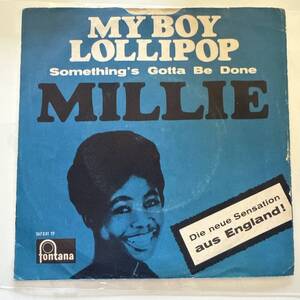 MY BOY
LOLLIPOP
Something's Gotta Be Done
MILLIE
Die neue Sensation
aus England!
fontana